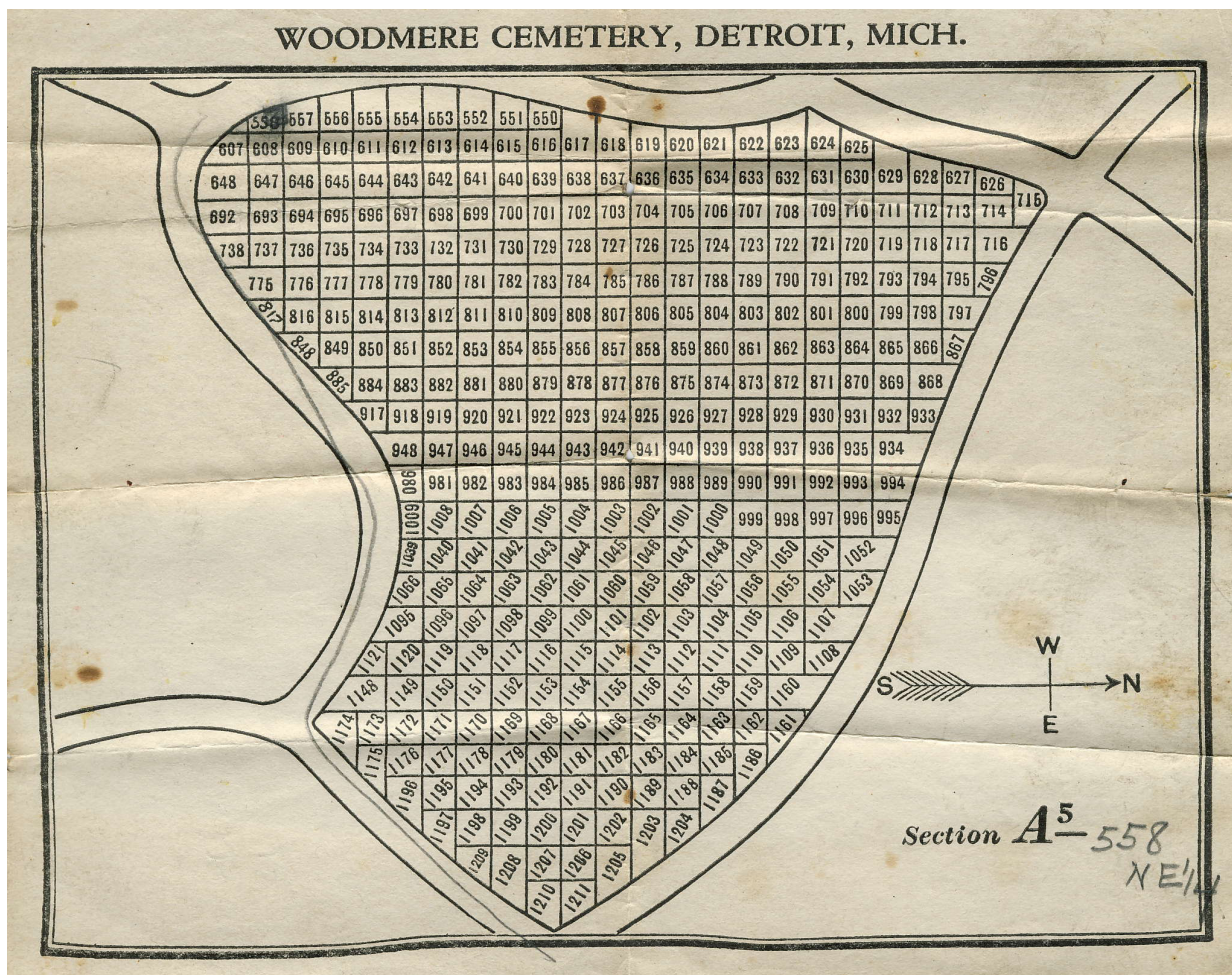 WOODMERE CEMETERY, DETROIT, MICH.
558 557 556 555 554 553 552 551 550
607 608 609 610 611 612 613 614 615 616 617 618 619 620 621 622 623 624 625
648 647 646 645 644 643 642 641 640 639 638 637 636 635 634 633 632 631 630 629 628 627 626
692 693 694 695 696 697 698 699 700 701 702 703 704 705 706 707 708 709 710 711 712 713 714 715
738 737 736 735 734 733 732 731 730 729 728 727 726 725 724 723 722 721 720 719 718 717 716
775 776 777 778 779 780 781 782 783 784 785 786 787 788 789 790 791 792 793 794 795 796
817 816 815 814 813 812 811 810 809 808 807 806 805 804 803 802 801 800 799 798 797
848 849 850 851 852 853 854 855 856 857 858 859 860 861 862 863 864 865 866 867
885 884 883 882 881 880 879 878 877 876 875 874 873 872 871 870 869 868
917 918 919 920 921 922 923 924 925 926 927 928 929 930 931 932 933
948 947 946 945 944 943 942 941 940 939 938 937 936 935 934
980 981 982 983 984 985 986 987 988 989 990 991 992 993 994
1009 1008 1007 1006 1005 1004 1003 1002 1001 1000 999 998 997 996 995
1039 1040 1041 1042 1043 1044 1045 1046 1047 1048 1049 1050 1051 1052
1066 1065 1064 1063 1062 1061 1060 1059 1058 1057 1056 1055 1054 1053
1095 1096 1097 1098 1099 1100 1101 1102 1103 1104 1105 1106 1107
1121 1120 1119 1118 1117 1116 1115 1114 1113 1112 1111 1110 1109 1108
1148 1149 1150 1151 1152 1153 1154 1155 1156 1157 1158 1159 1160
1174 1173 1172 1171 1170 1169 1168 1167 1166 1165 1164 1163 1162 1161
1175 1176 1177 1178 1179 1180 1181 1182 1183 1184 1185 1186
1196 1195 1194 1193 1192 1191 1190 1189 1188 1187
1197 1198 1199 1200 1201 1202 1203 1204
1209 1208 1207 1206 1205
1210 1211
W
S N
E
Section A5 558
N E 1/4